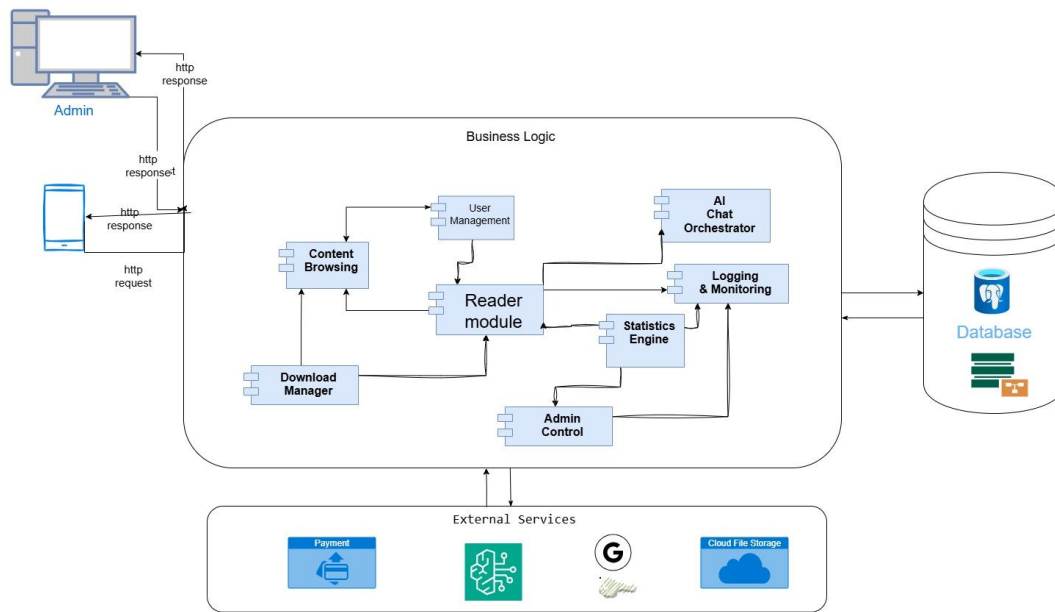 http
response
Admin
Business Logic
http
response
t
http
response
http
request
User
Management
AI
Chat
Orchestrator
Content
Browsing
Logging
& Monitoring
Reader
module
Statistics
Engine
Database
Download
Manager
Admin
Control
External Services
Payment
G
Cloud File Storage